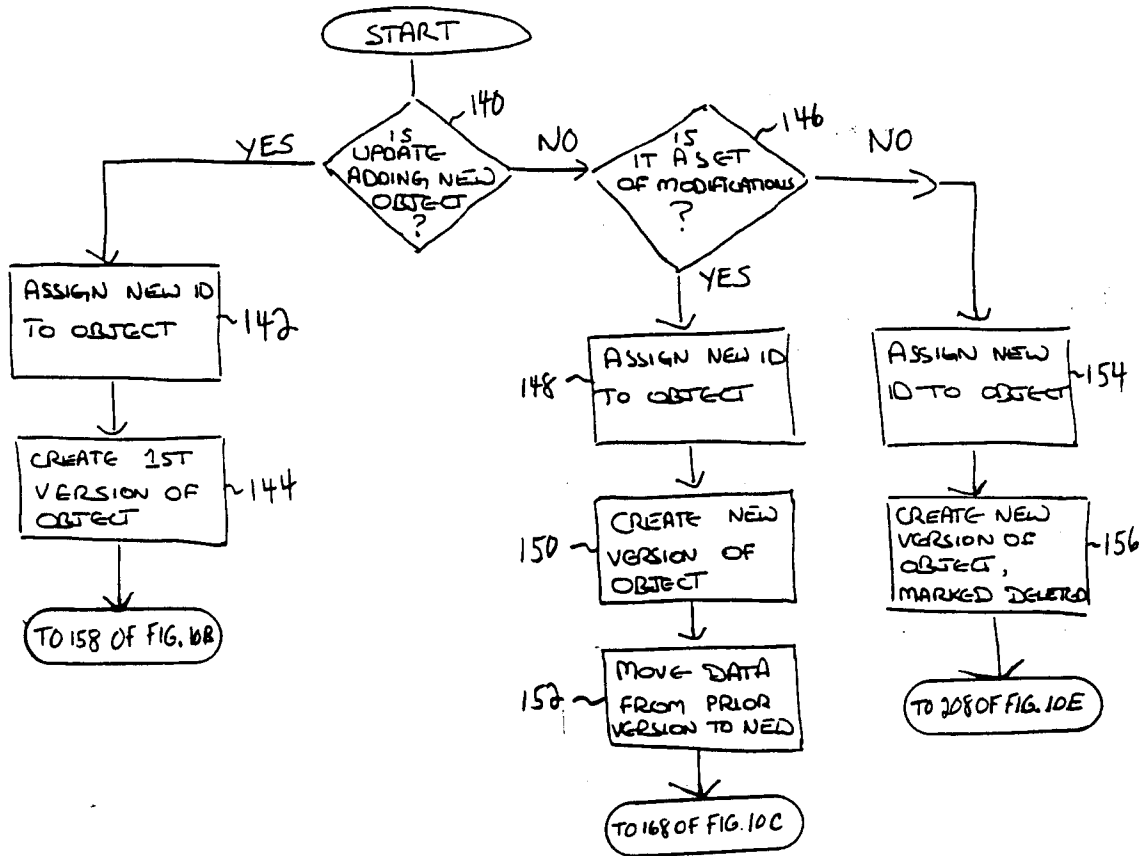 START
140
IS
UPDATE
ADDING NEW
OBJECT
?
YES
NO
146
IS
IT A SET
OF MODIFICATIONS
?
NO
YES
ASSIGN NEW ID
TO OBJECT
~142
CREATE 1ST
VERSION OF
OBJECT
~144
TO 158 OF FIG. 10B
148~
ASSIGN NEW ID
TO OBJECT
150~
CREATE NEW
VERSION OF
OBJECT
152~
MOVE DATA
FROM PRIOR
VERSION TO NEW
TO 168 OF FIG. 10C
ASSIGN NEW
ID TO OBJECT
~154
CREATE NEW
VERSION OF
OBJECT,
MARKED DELETED
~156
TO 208 OF FIG. 10E